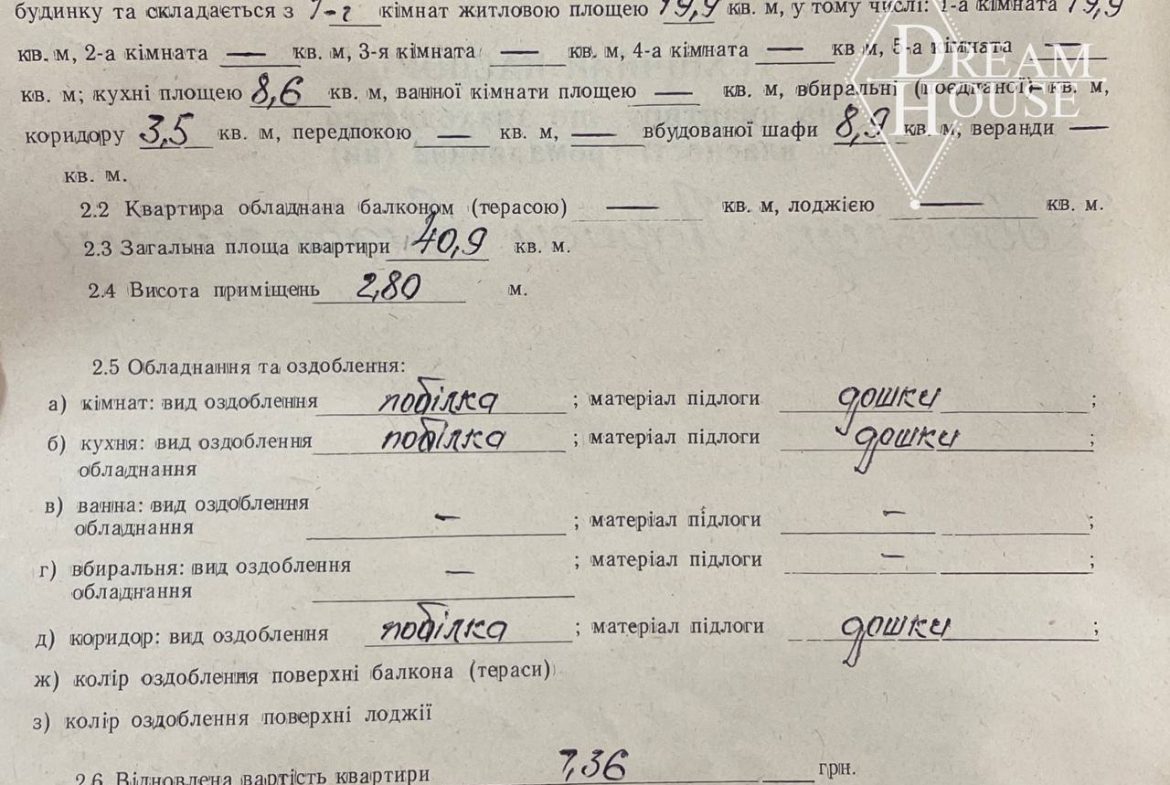 будинку та складається з 1-ї кімнат житловою площею 19,9 кв. м, у тому числі: 1-а кімната 19,9
кв. м, 2-а кімната — кв. м, 3-я кімната — кв. м, 4-а кімната — кв м, 5-а кімната —
кв. м; кухні площею 8,6 кв. м, ванної кімнати площею — кв. м, вбиральні (поєднаної) — кв. м,
коридору 3,5 кв. м, передпокою — кв. м, — вбудованої шафи 8,9 кв. м, веранди —
кв. м.
DREAM
HOUSE
2.2 Квартира обладнана балконом (терасою) — кв. м, лоджією — кв. м.
2.3 Загальна площа квартири 40,9 кв. м.
2.4 Висота приміщень 2,80 м.
2.5 Обладнання та оздоблення:
а) кімнат: вид оздоблення побілка ; матеріал підлоги дошки ;
б) кухня: вид оздоблення побілка ; матеріал підлоги дошки ;
обладнання
в) ванна: вид оздоблення
обладнання — ; матеріал підлоги — ;
г) вбиральня: вид оздоблення — ; матеріал підлоги — ;
обладнання
д) коридор: вид оздоблення побілка ; матеріал підлоги дошки ;
ж) колір оздоблення поверхні балкона (тераси)
з) колір оздоблення поверхні лоджії
2.6 Відновлена вартість квартири 7,36 грн.